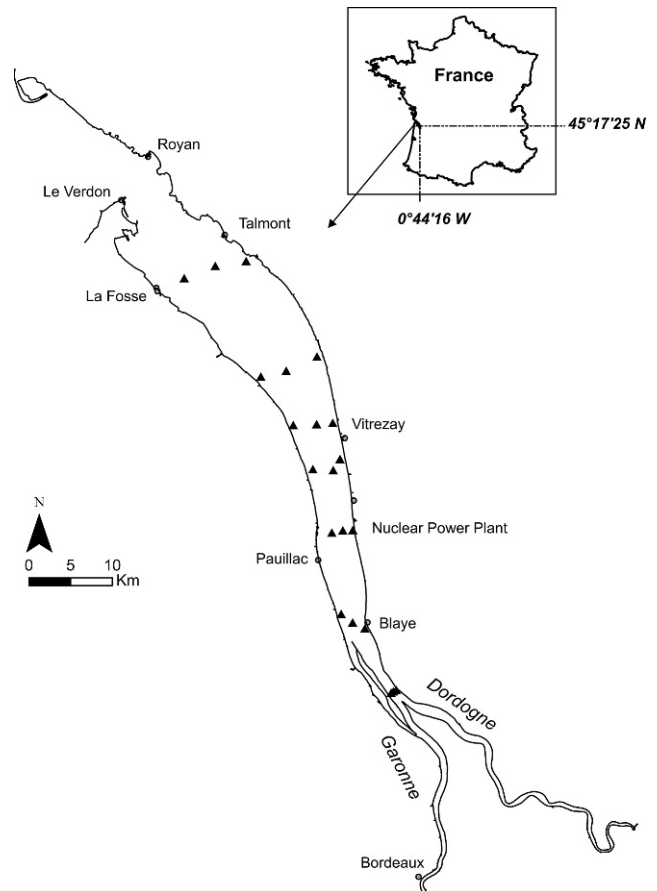 France
45°17'25 N
0°44'16 W
Royan
Le Verdon
Talmont
La Fosse
Vitrezay
N
0 5 10
Km
Nuclear Power Plant
Pauillac
Blaye
Dordogne
Garonne
Bordeaux